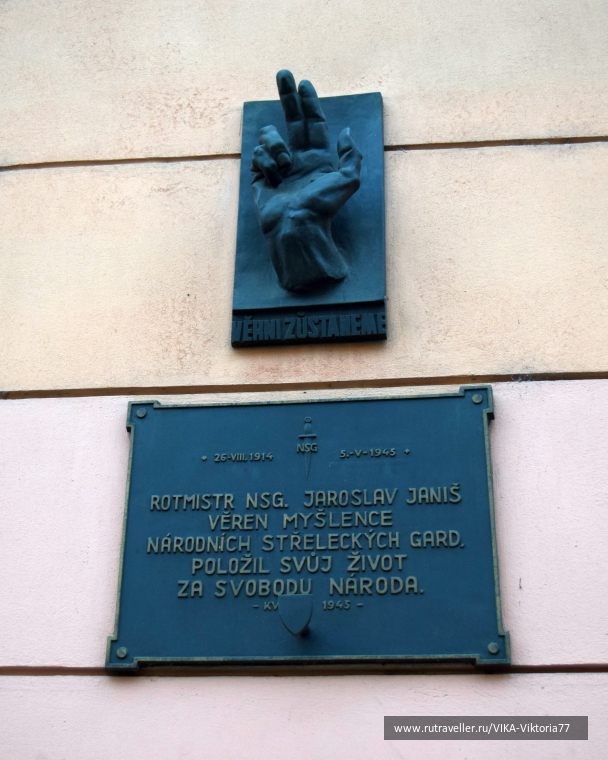 VĚRNI ZŮSTANEME
NSG
* 26-VIII.1914
5.-V-1945 +
ROTMISTR NSG. JAROSLAV JANIŠ
VĚREN MYŠLENCE
NÁRODNÍCH STŘELECKÝCH GARD.
POLOŽIL SVŮJ ŽIVOT
ZA SVOBODU NÁRODA.
1945 -
www.rutraveller.ru/VIKA-Viktoria77